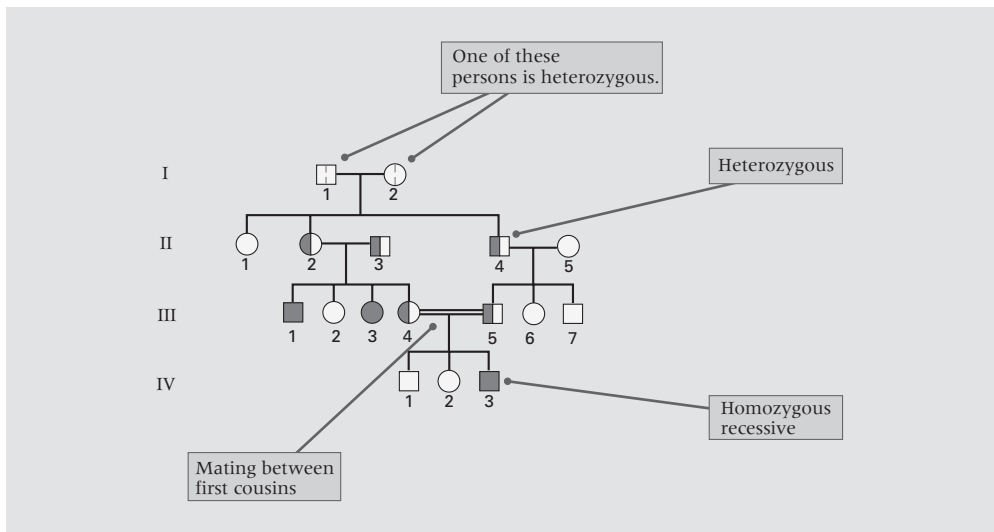 One of these
persons is heterozygous.
Heterozygous
I
1 2
II
1 2 3 4 5
III
1 2 3 4 5 6 7
IV
1 2 3
Homozygous
recessive
Mating between
first cousins